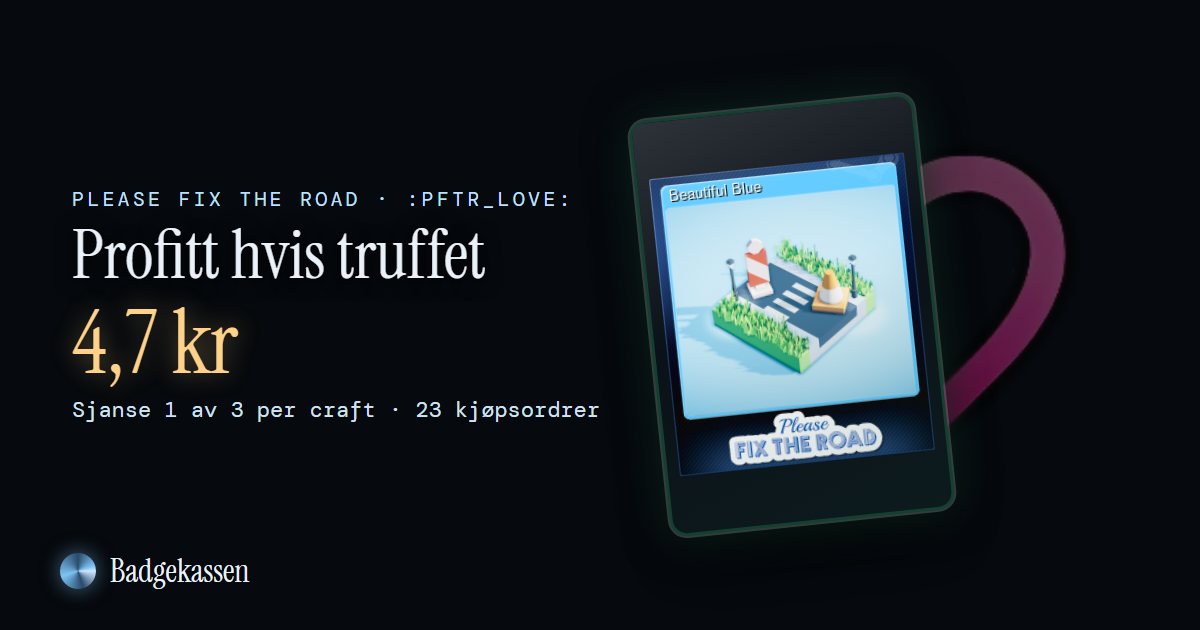 PLEASE FIX THE ROAD · :PFTR_LOVE:
Profitt hvis truffet
4,7 kr
Sjanse 1 av 3 per craft · 23 kjøpsordrer
Beautiful Blue
Please
FIX THE ROAD
Badgekassen